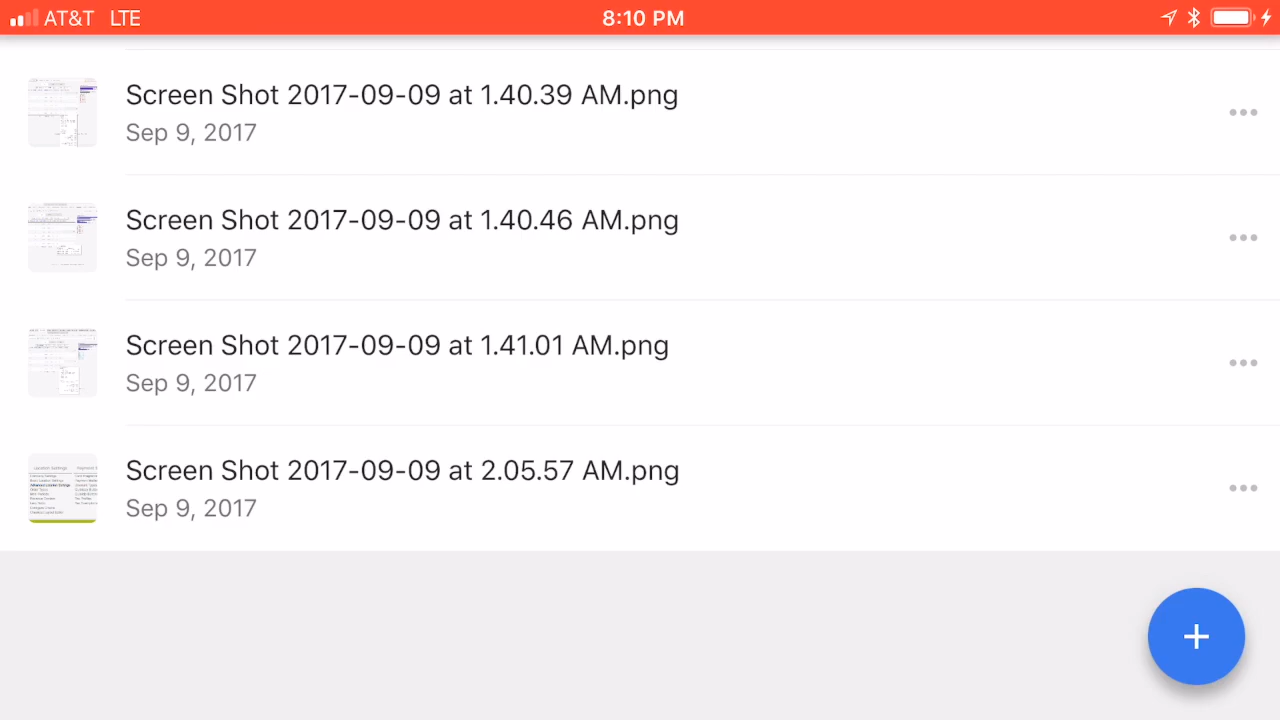 AT&T LTE 8:10 PM
Screen Shot 2017-09-09 at 1.40.39 AM.png
Sep 9, 2017
Screen Shot 2017-09-09 at 1.40.46 AM.png
Sep 9, 2017
Screen Shot 2017-09-09 at 1.41.01 AM.png
Sep 9, 2017
Location Settings
Screen Shot 2017-09-09 at 2.05.57 AM.png
Sep 9, 2017